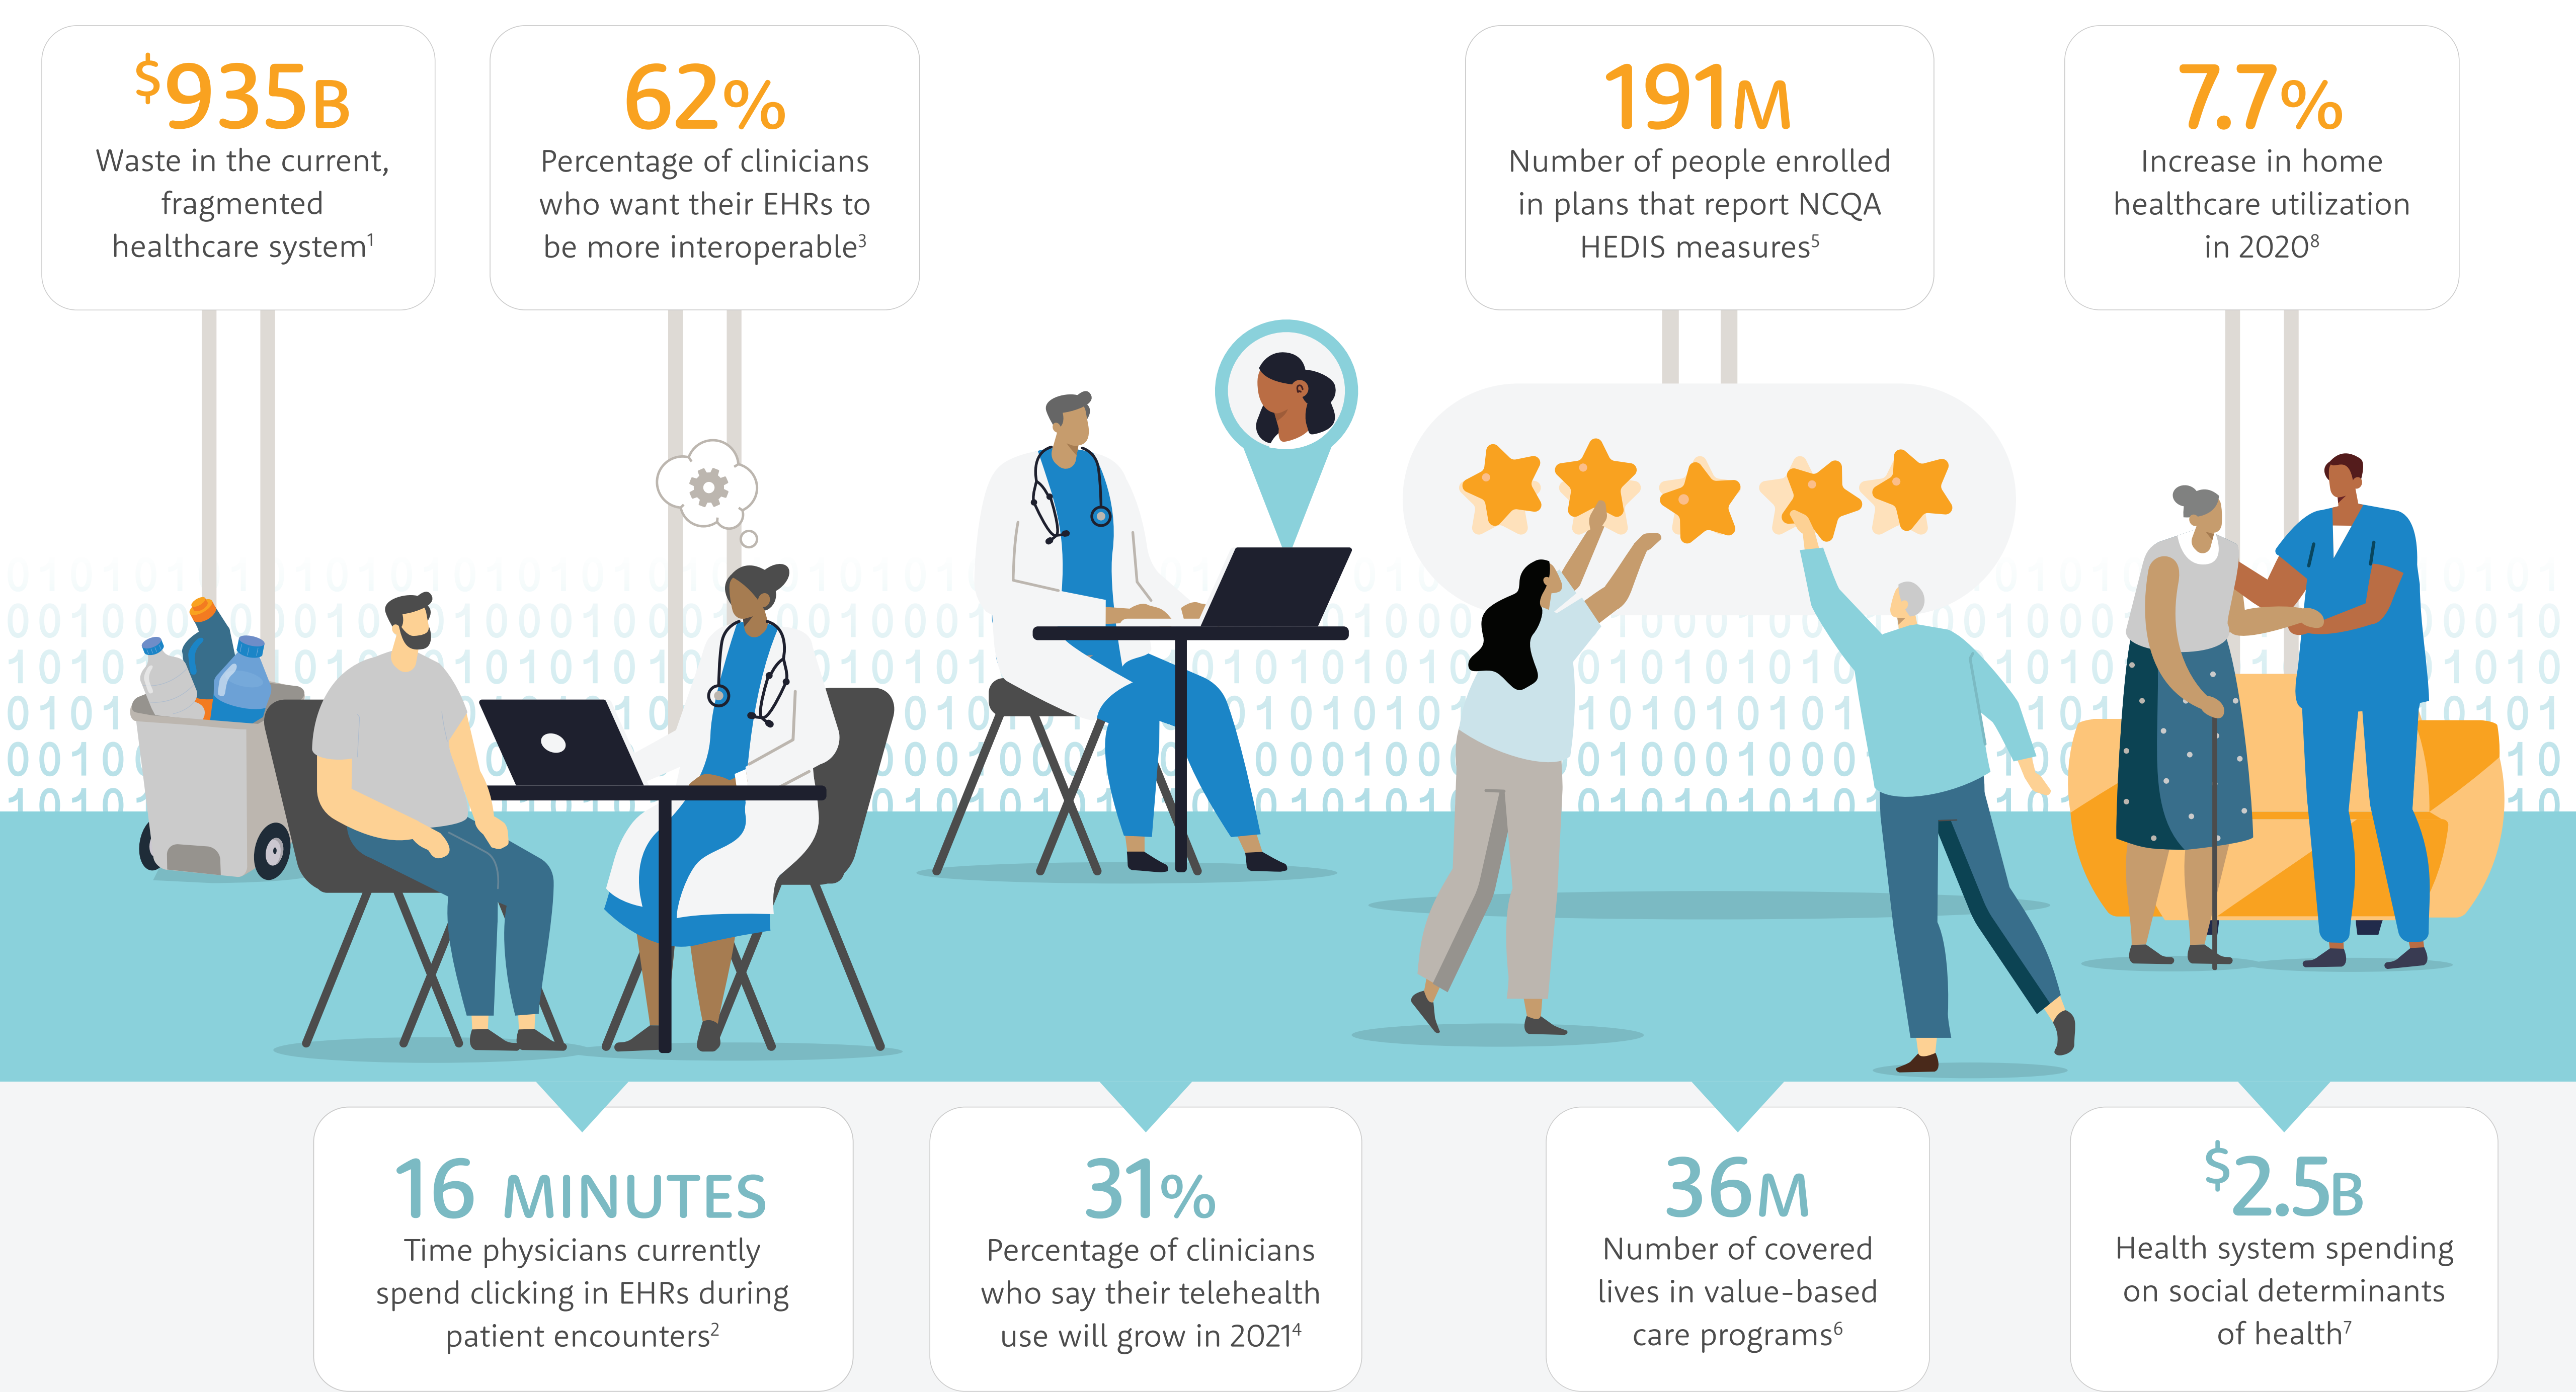 $935B
Waste in the current,
fragmented
healthcare system1
62%
Percentage of clinicians
who want their EHRs to
be more interoperable3
191M
Number of people enrolled
in plans that report NCQA
HEDIS measures5
7.7%
Increase in home
healthcare utilization
in 20208
16 MINUTES
Time physicians currently
spend clicking in EHRs during
patient encounters2
31%
Percentage of clinicians
who say their telehealth
use will grow in 20214
36M
Number of covered
lives in value-based
care programs6
$2.5B
Health system spending
on social determinants
of health7